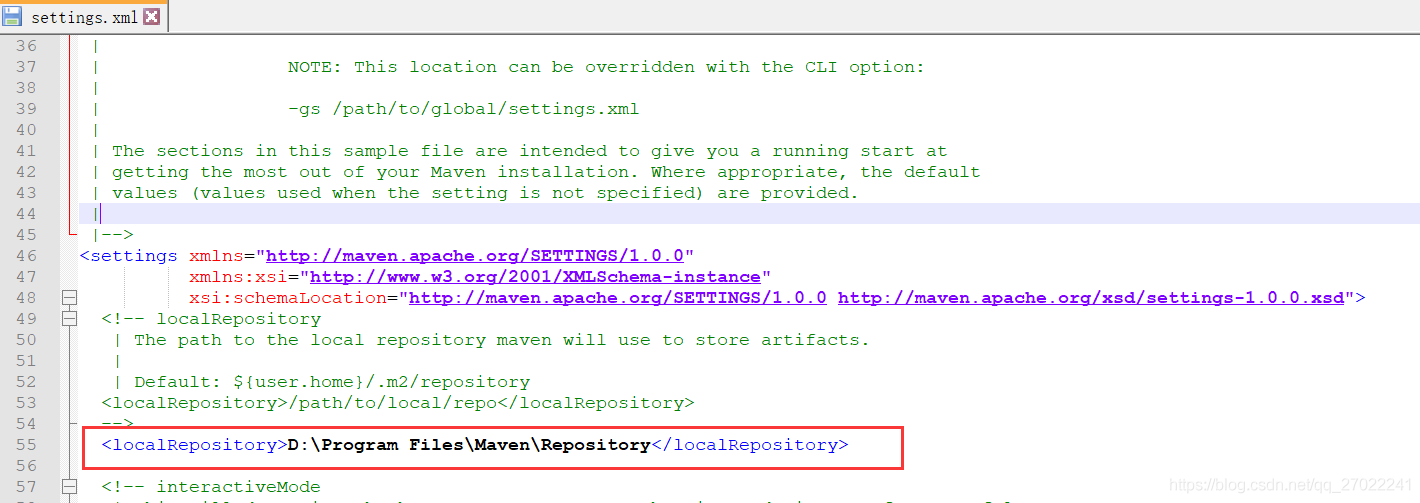 settings.xml
36 |
37 | NOTE: This location can be overridden with the CLI option:
38 |
39 | -gs /path/to/global/settings.xml
40 |
41 | The sections in this sample file are intended to give you a running start at
42 | getting the most out of your Maven installation. Where appropriate, the default
43 | values (values used when the setting is not specified) are provided.
44 |
45 |-->
46 <settings xmlns="http://maven.apache.org/SETTINGS/1.0.0"
47 xmlns:xsi="http://www.w3.org/2001/XMLSchema-instance"
48 xsi:schemaLocation="http://maven.apache.org/SETTINGS/1.0.0 http://maven.apache.org/xsd/settings-1.0.0.xsd">
49 <!-- localRepository
50 | The path to the local repository maven will use to store artifacts.
51 |
52 | Default: ${user.home}/.m2/repository
53 <localRepository>/path/to/local/repo</localRepository>
54 -->
55 <localRepository>D:\Program Files\Maven\Repository</localRepository>
56
57 <!-- interactiveMode
https://blog.csdn.net/qq_27022241